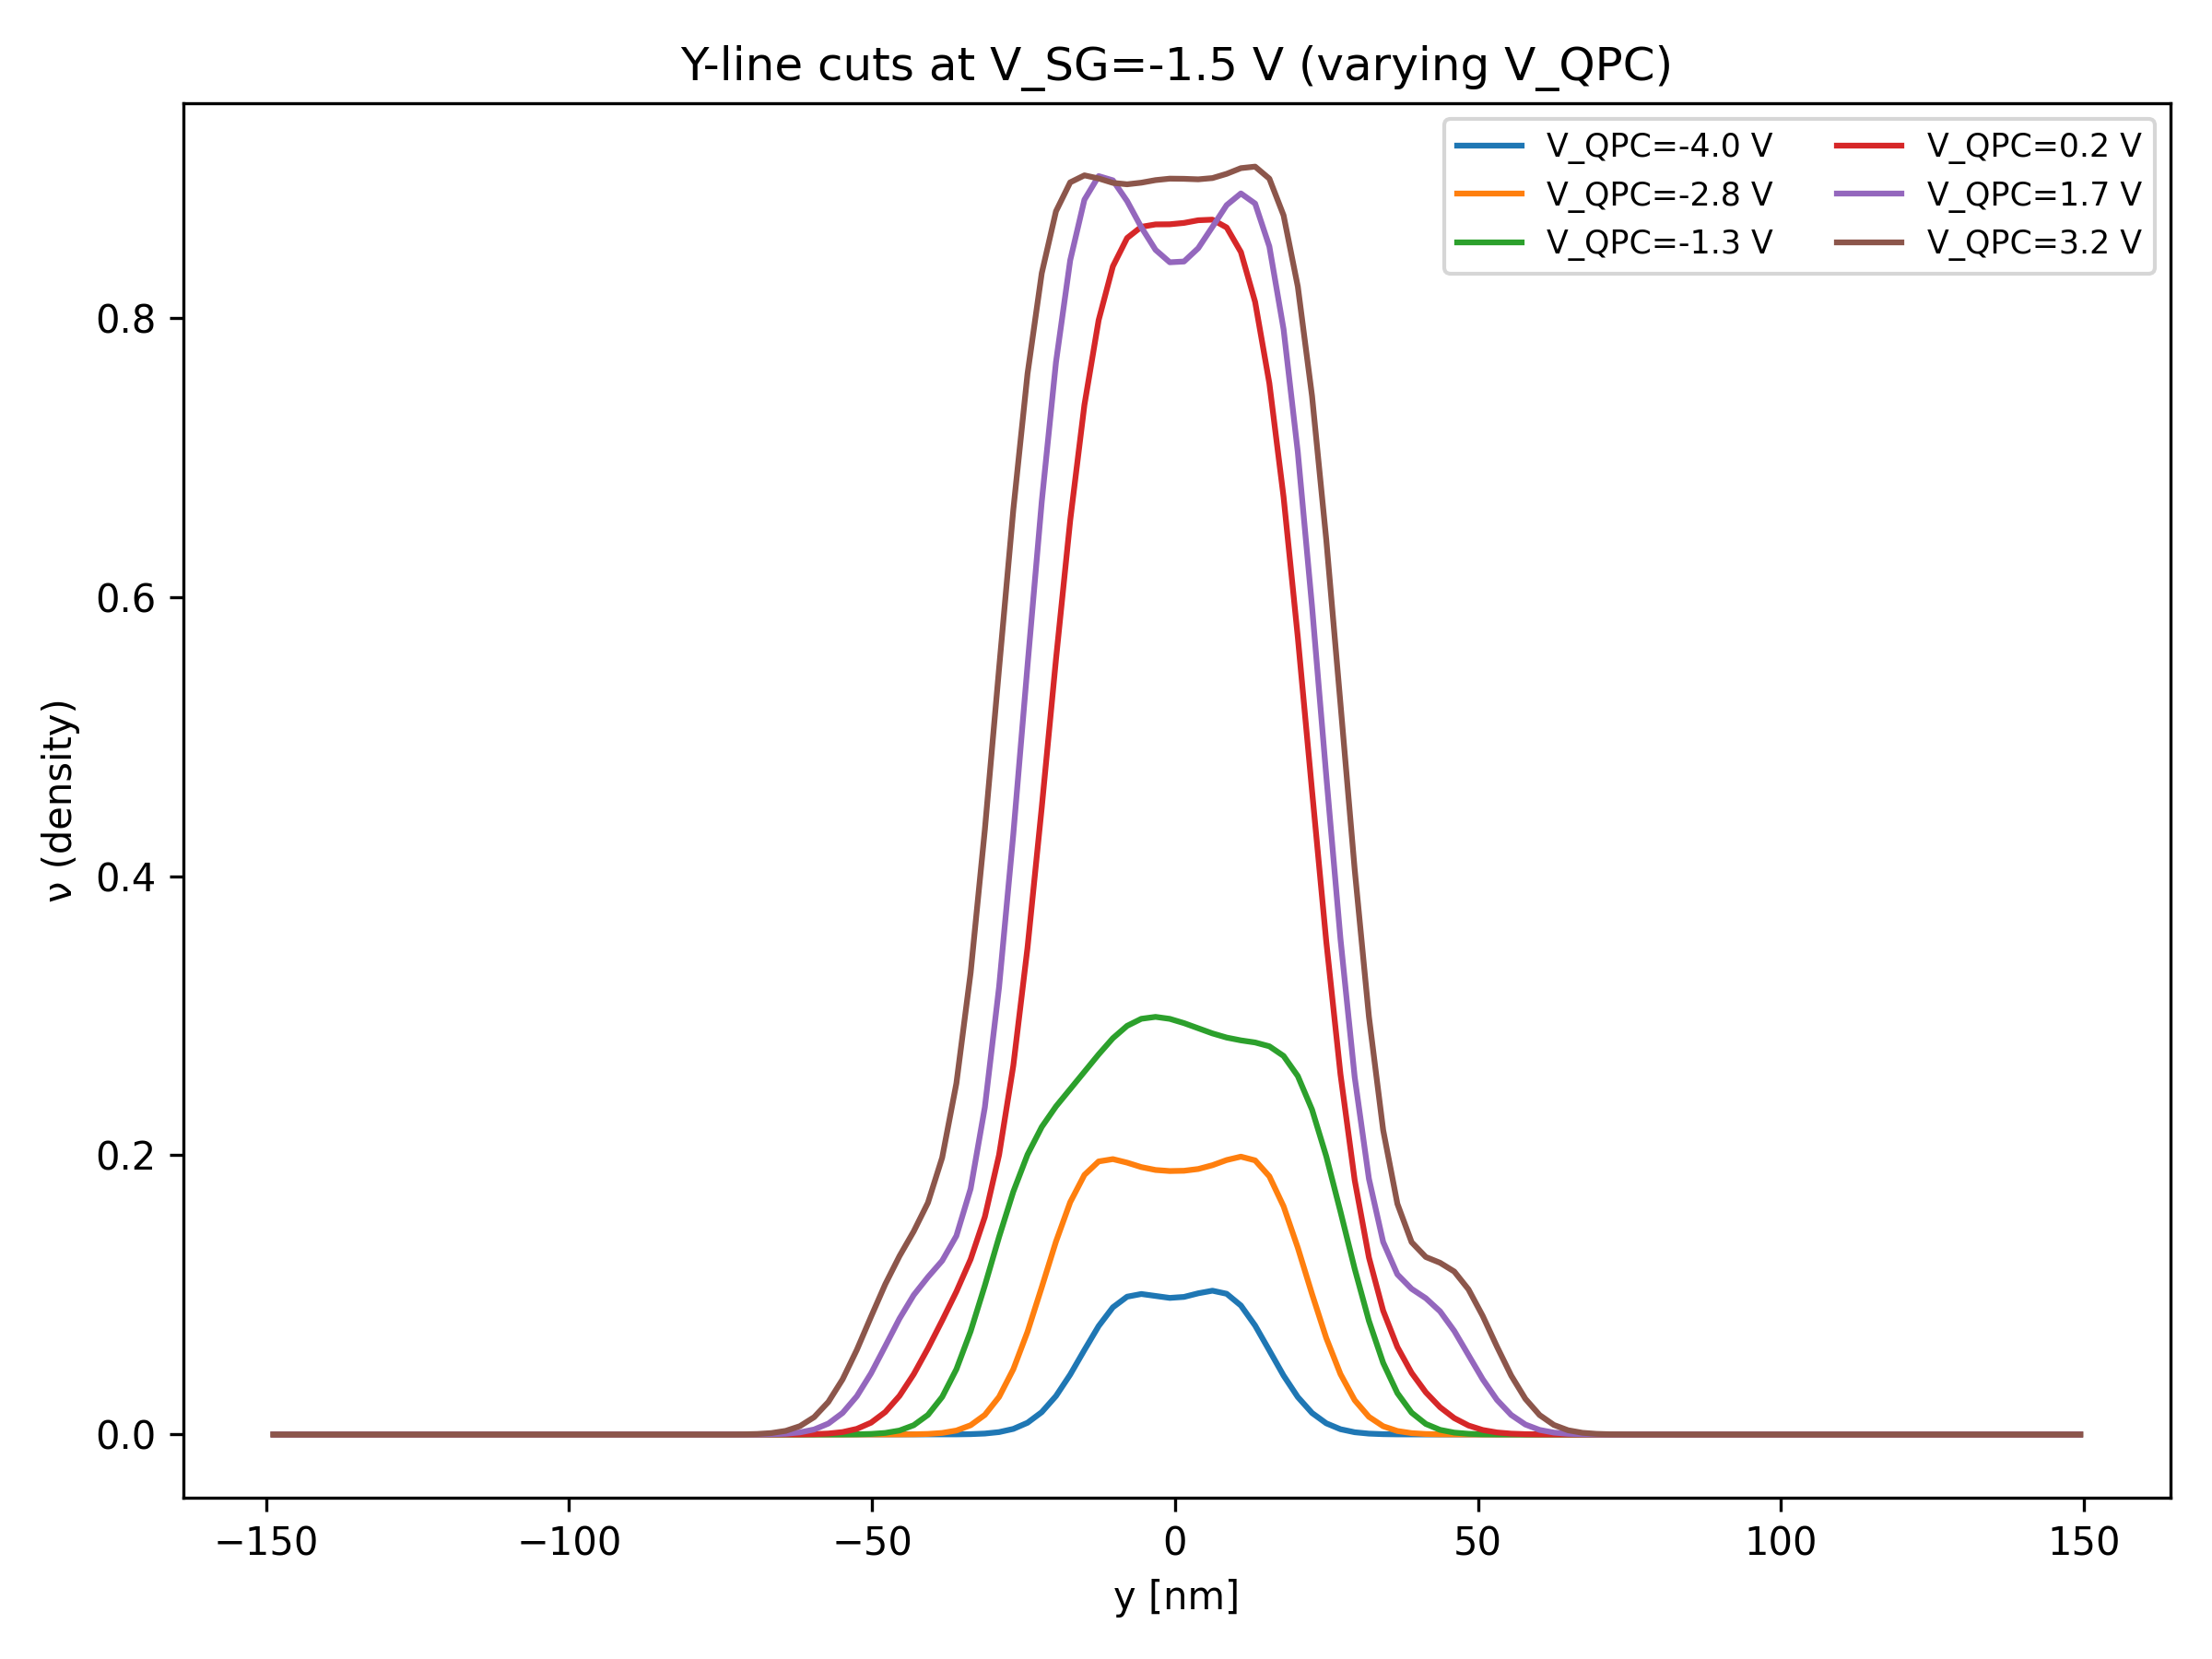 Y-line cuts at V_SG=-1.5 V (varying V_QPC)
V_QPC=-4.0 V
V_QPC=-2.8 V
V_QPC=-1.3 V
V_QPC=0.2 V
V_QPC=1.7 V
V_QPC=3.2 V
ν (density)
0.8
0.6
0.4
0.2
0.0
−150 −100 −50 0 50 100 150
y [nm]